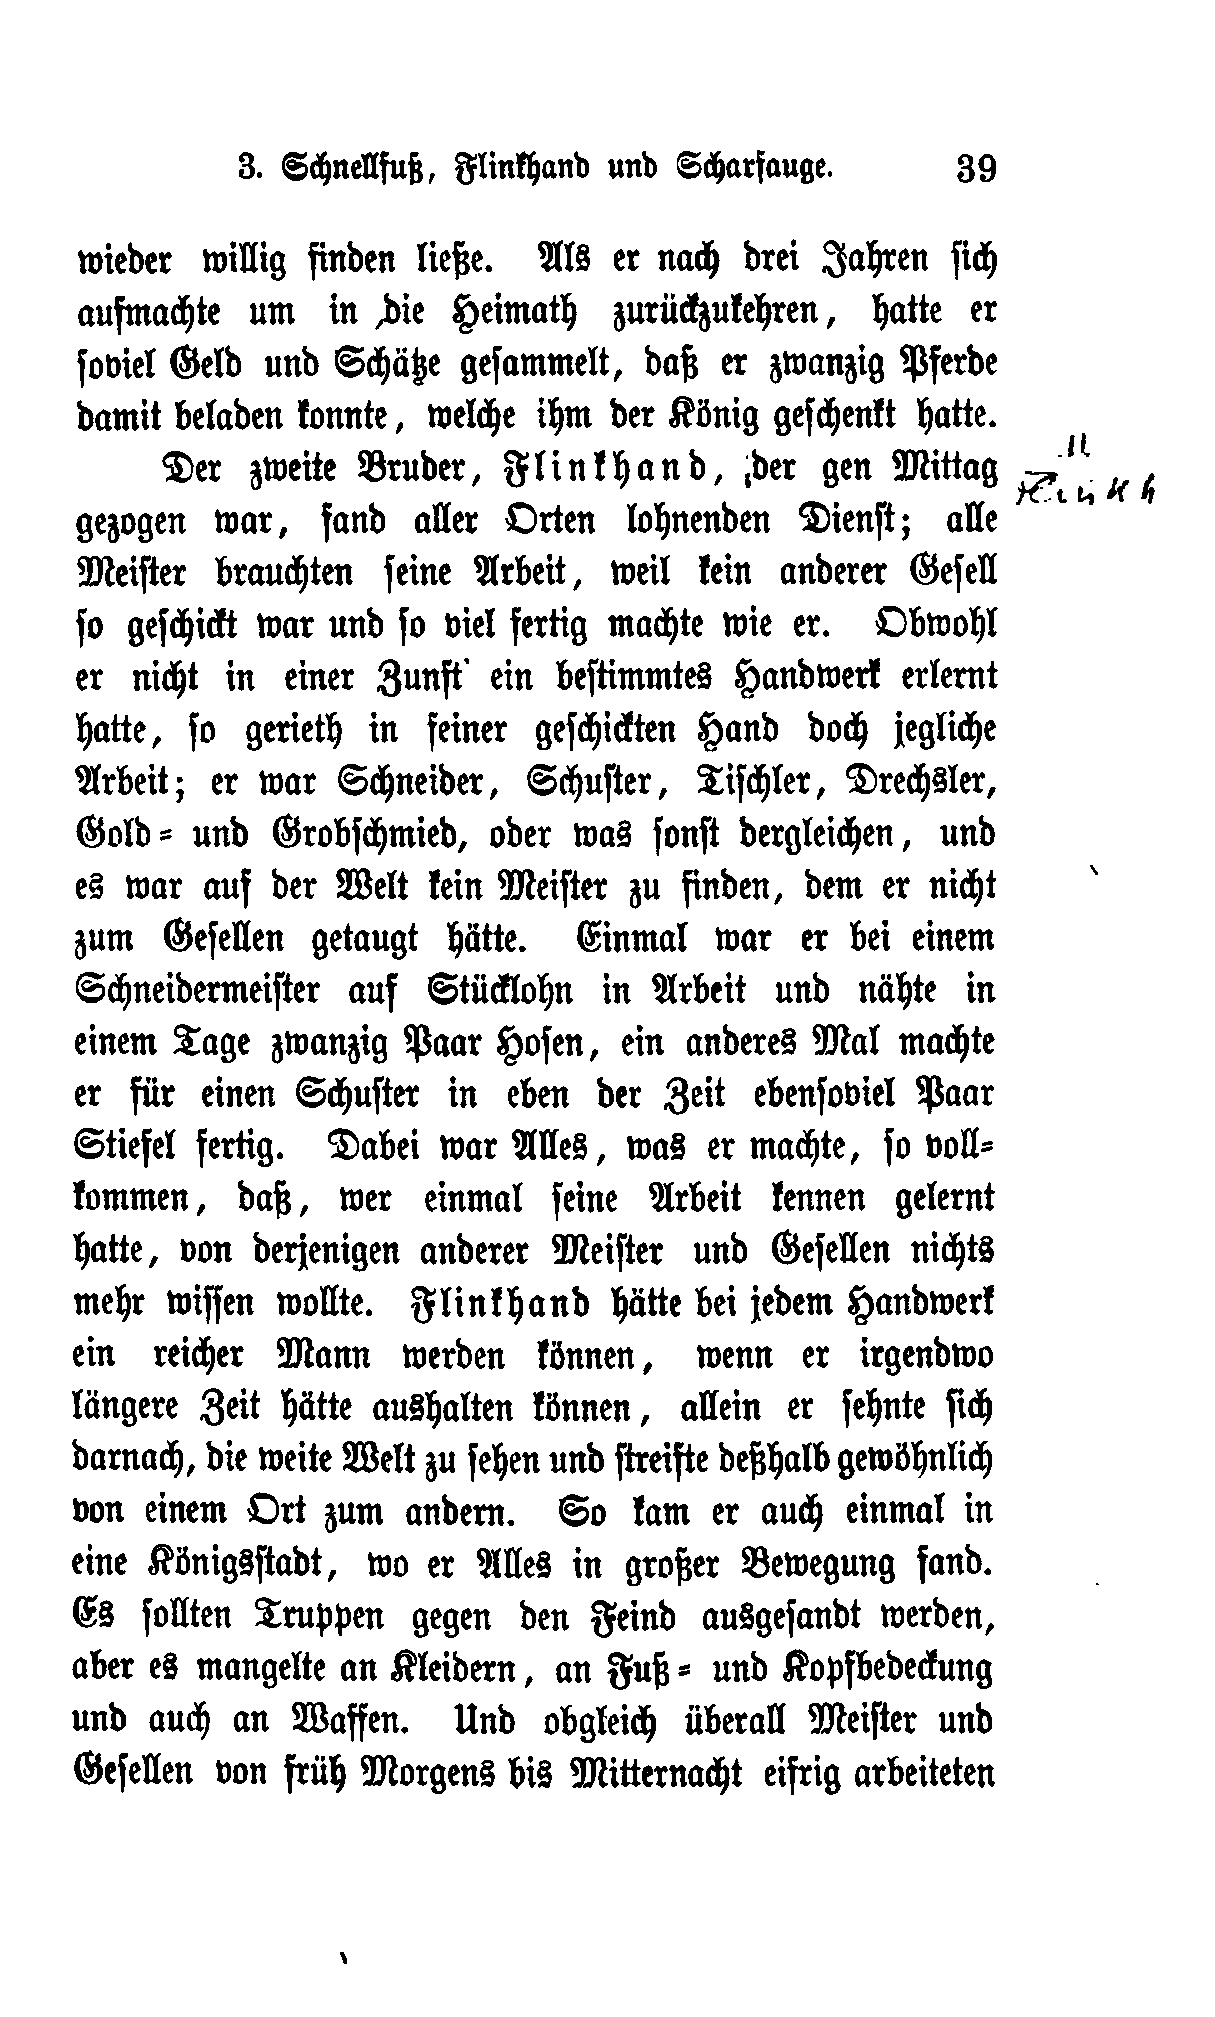 3. Schnellfuß, Flinkhand und Scharfauge. 39
wieder willig finden ließe. Als er nach drei Jahren sich
aufmachte um in die Heimath zurückzukehren, hatte er
soviel Geld und Schätze gesammelt, daß er zwanzig Pferde
damit beladen konnte, welche ihm der König geschenkt hatte.
Der zweite Bruder, Flinkhand, der gen Mittag
gezogen war, fand aller Orten lohnenden Dienst; alle
Meister brauchten seine Arbeit, weil kein anderer Gesell
so geschickt war und so viel fertig machte wie er. Obwohl
er nicht in einer Zunft ein bestimmtes Handwerk erlernt
hatte, so gerieth in seiner geschickten Hand doch jegliche
Arbeit; er war Schneider, Schuster, Tischler, Drechsler,
Gold- und Grobschmied, oder was sonst dergleichen, und
es war auf der Welt kein Meister zu finden, dem er nicht
zum Gesellen getaugt hätte. Einmal war er bei einem
Schneidermeister auf Stücklohn in Arbeit und nähte in
einem Tage zwanzig Paar Hosen, ein anderes Mal machte
er für einen Schuster in eben der Zeit ebensoviel Paar
Stiefel fertig. Dabei war Alles, was er machte, so voll-
kommen, daß, wer einmal seine Arbeit kennen gelernt
hatte, von derjenigen anderer Meister und Gesellen nichts
mehr wissen wollte. Flinkhand hätte bei jedem Handwerk
ein reicher Mann werden können, wenn er irgendwo
längere Zeit hätte aushalten können, allein er sehnte sich
darnach, die weite Welt zu sehen und streifte deßhalb gewöhnlich
von einem Ort zum andern. So kam er auch einmal in
eine Königsstadt, wo er Alles in großer Bewegung fand.
Es sollten Truppen gegen den Feind ausgesandt werden,
aber es mangelte an Kleidern, an Fuß- und Kopfbedeckung
und auch an Waffen. Und obgleich überall Meister und
Gesellen von früh Morgens bis Mitternacht eifrig arbeiteten